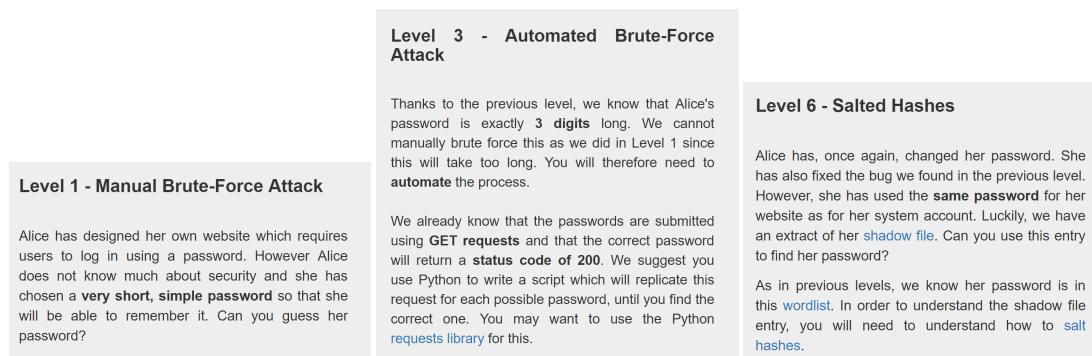 Level 1 - Manual Brute-Force Attack
Alice has designed her own website which requires
users to log in using a password. However Alice
does not know much about security and she has
chosen a very short, simple password so that she
will be able to remember it. Can you guess her
password?
Level 3 - Automated Brute-Force
Attack
Thanks to the previous level, we know that Alice's
password is exactly 3 digits long. We cannot
manually brute force this as we did in Level 1 since
this will take too long. You will therefore need to
automate the process.
We already know that the passwords are submitted
using GET requests and that the correct password
will return a status code of 200. We suggest you
use Python to write a script which will replicate this
request for each possible password, until you find the
correct one. You may want to use the Python
requests library for this.
Level 6 - Salted Hashes
Alice has, once again, changed her password. She
has also fixed the bug we found in the previous level.
However, she has used the same password for her
website as for her system account. Luckily, we have
an extract of her shadow file. Can you use this entry
to find her password?
As in previous levels, we know her password is in
this wordlist. In order to understand the shadow file
entry, you will need to understand how to salt
hashes.